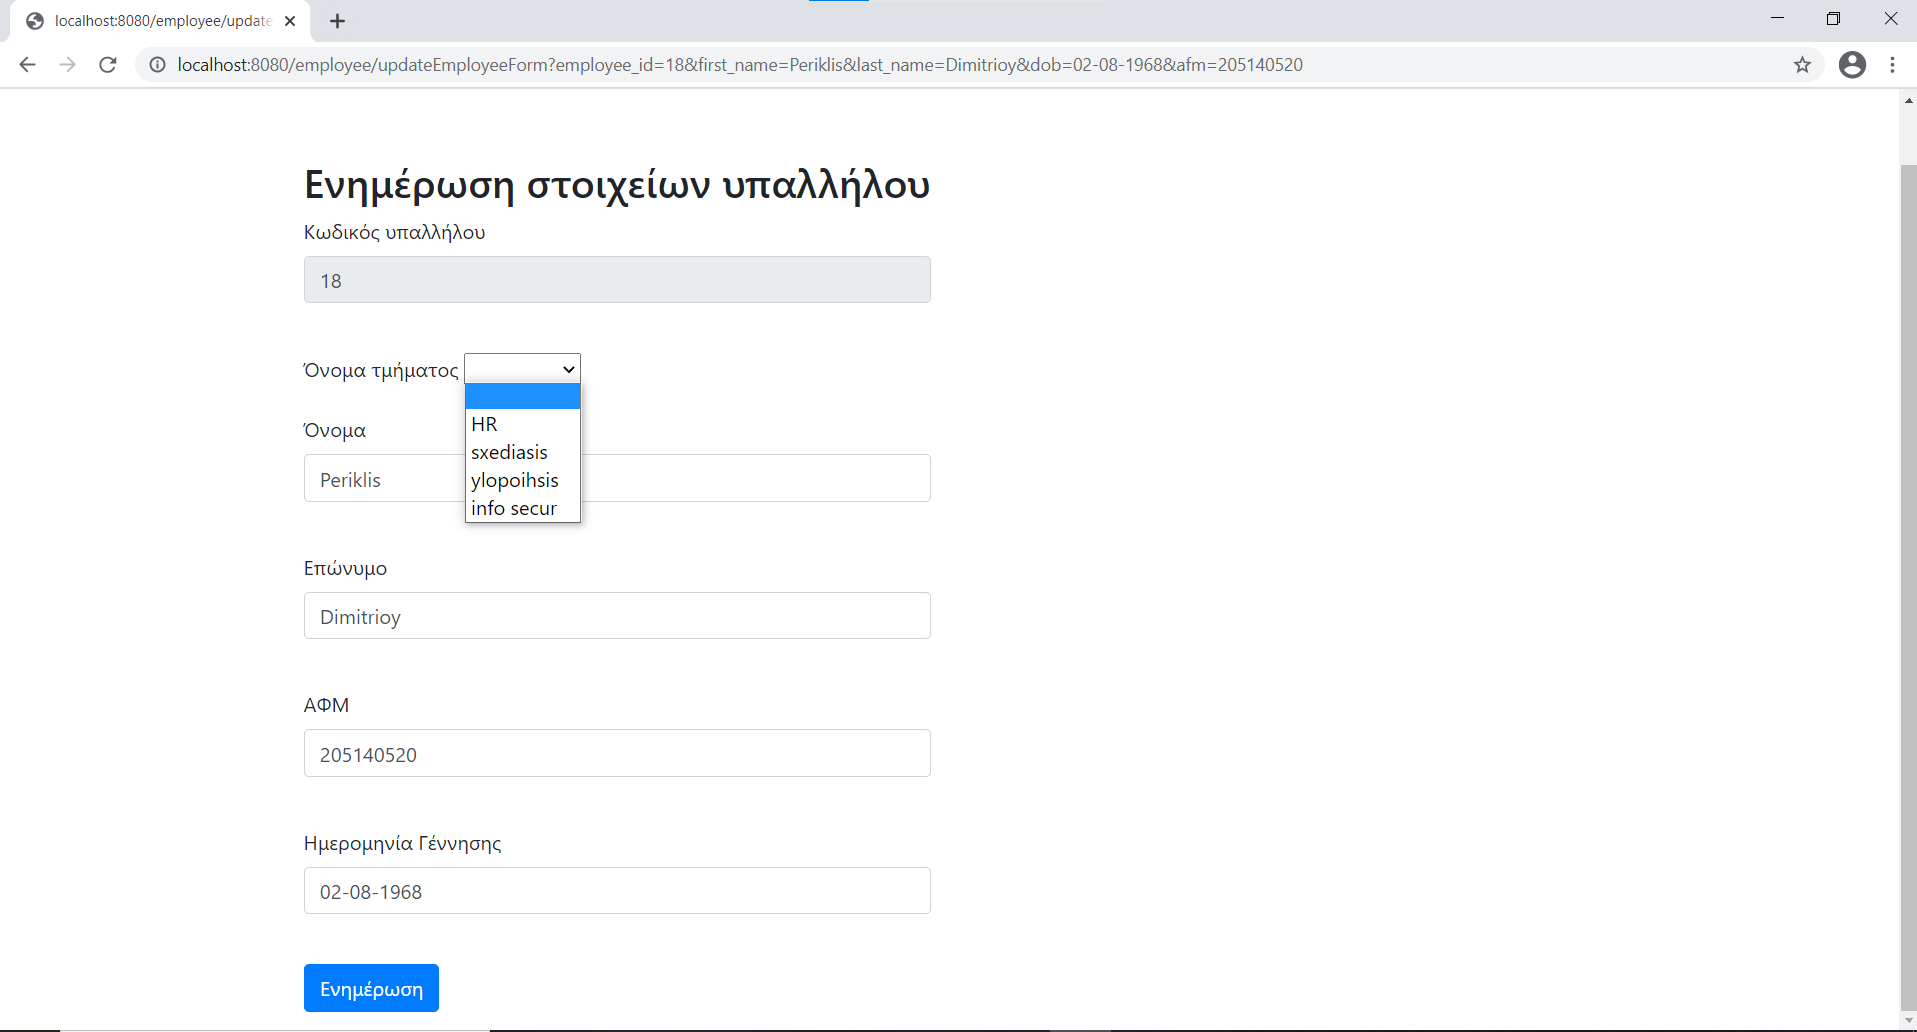 localhost:8080/employee/update
localhost:8080/employee/updateEmployeeForm?employee_id=18&first_name=Periklis&last_name=Dimitrioy&dob=02-08-1968&afm=205140520
Ενημέρωση στοιχείων υπαλλήλου
Κωδικός υπαλλήλου
18
Όνομα τμήματος
HR
sxediasis
ylopoihsis
info secur
Όνομα
Periklis
Επώνυμο
Dimitrioy
ΑΦΜ
205140520
Ημερομηνία Γέννησης
02-08-1968
Ενημέρωση